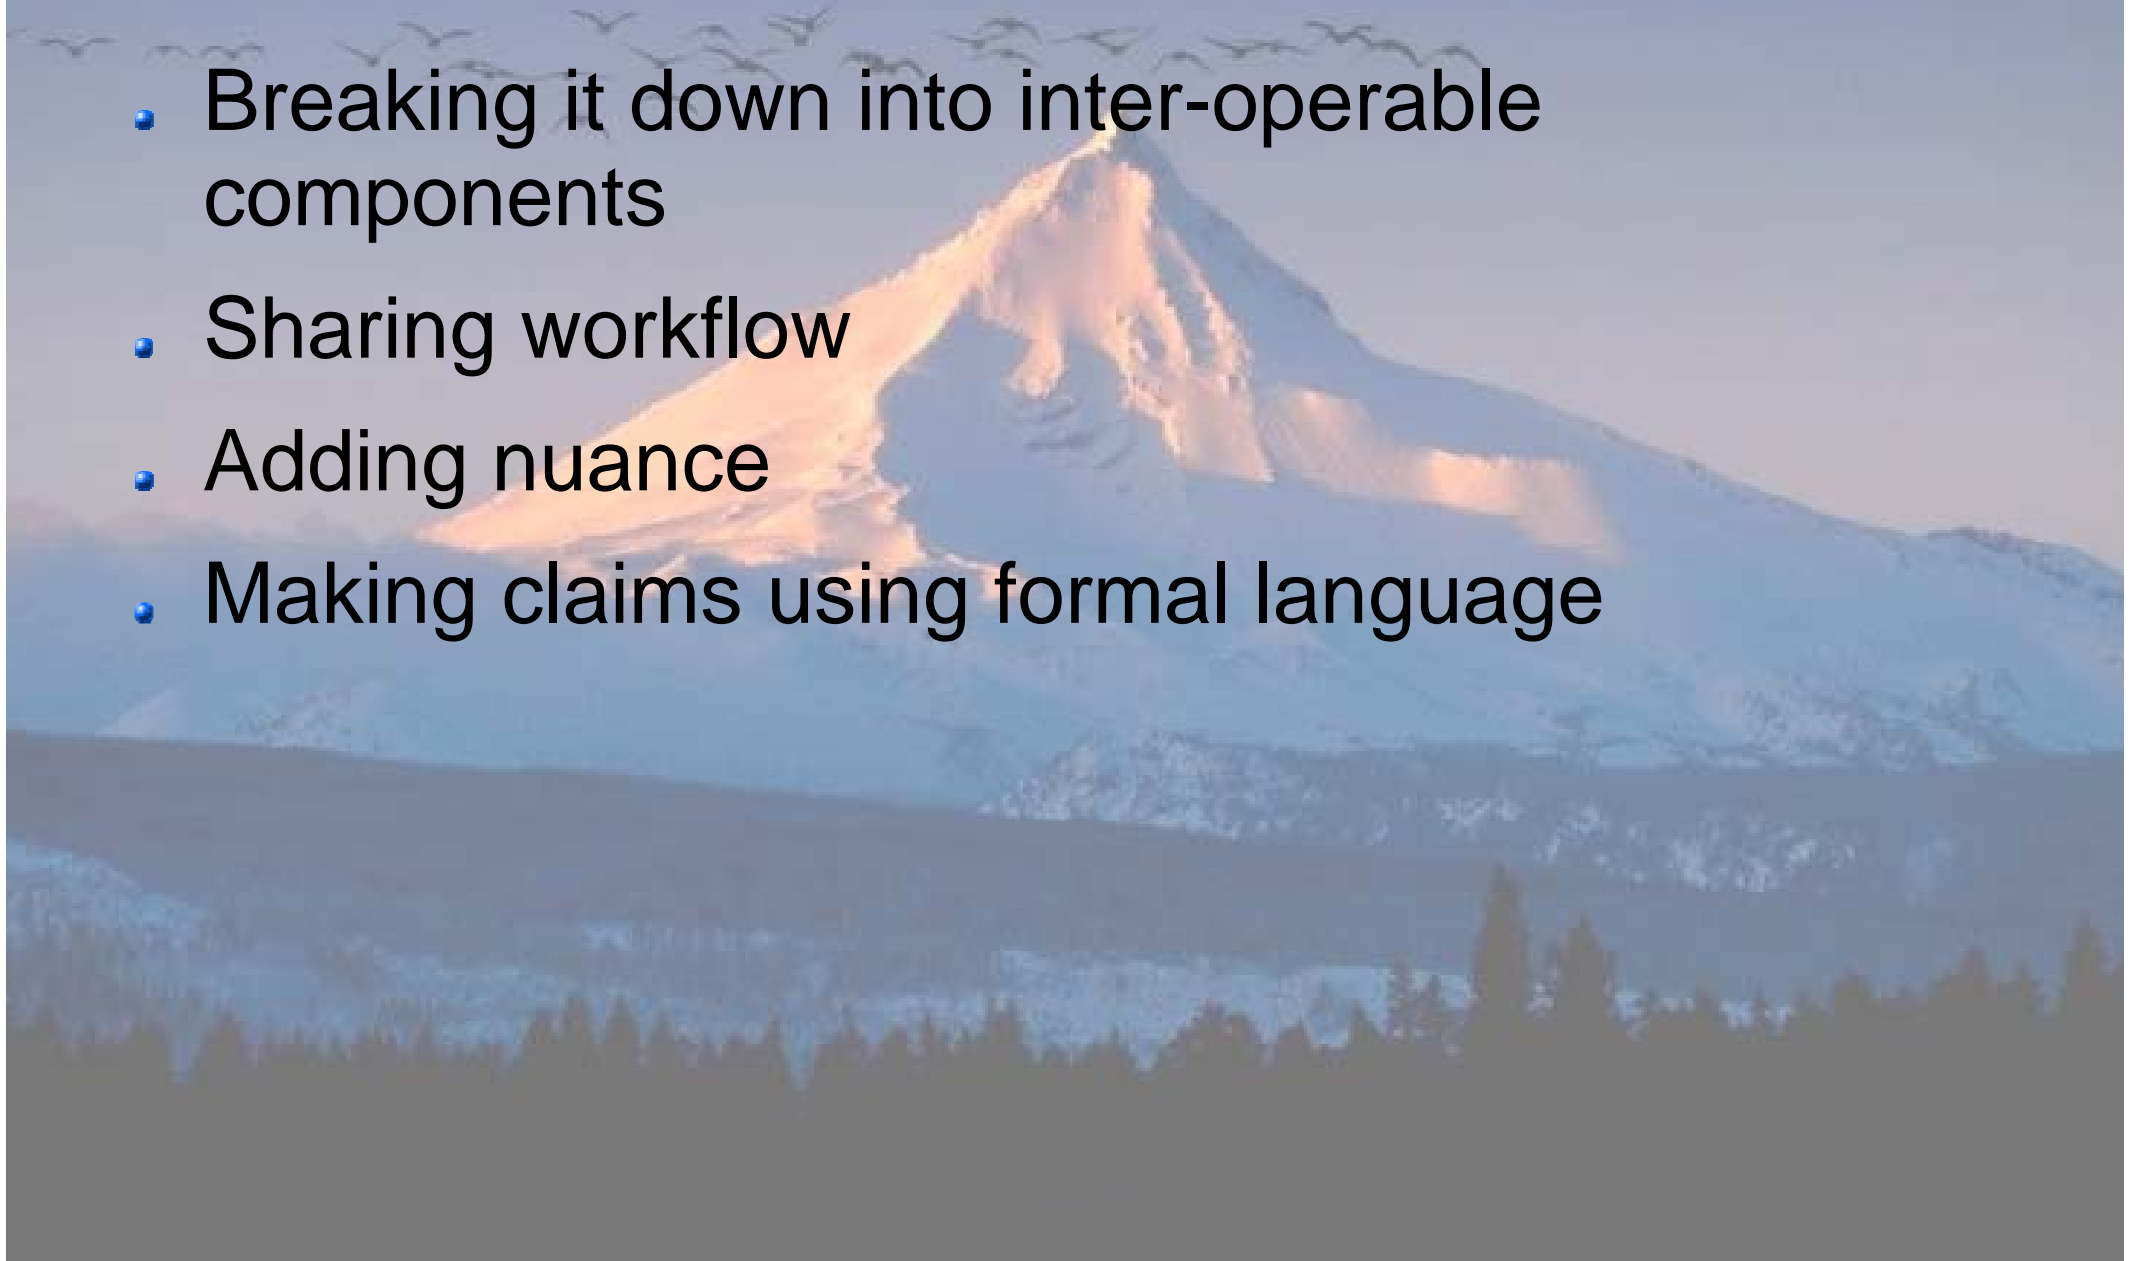 Breaking it down into inter-operable
components
Sharing workflow
Adding nuance
Making claims using formal language